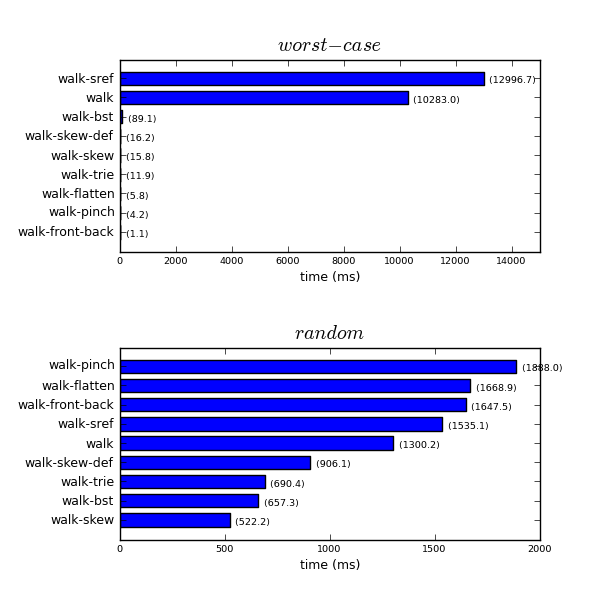 worst–case
walk-sref (12996.7)
walk (10283.0)
walk-bst (89.1)
walk-skew-def (16.2)
walk-skew (15.8)
walk-trie (11.9)
walk-flatten (5.8)
walk-pinch (4.2)
walk-front-back (1.1)
0 2000 4000 6000 8000 10000 12000 14000
time (ms)
random
walk-pinch (1888.0)
walk-flatten (1668.9)
walk-front-back (1647.5)
walk-sref (1535.1)
walk (1300.2)
walk-skew-def (906.1)
walk-trie (690.4)
walk-bst (657.3)
walk-skew (522.2)
0 500 1000 1500 2000
time (ms)